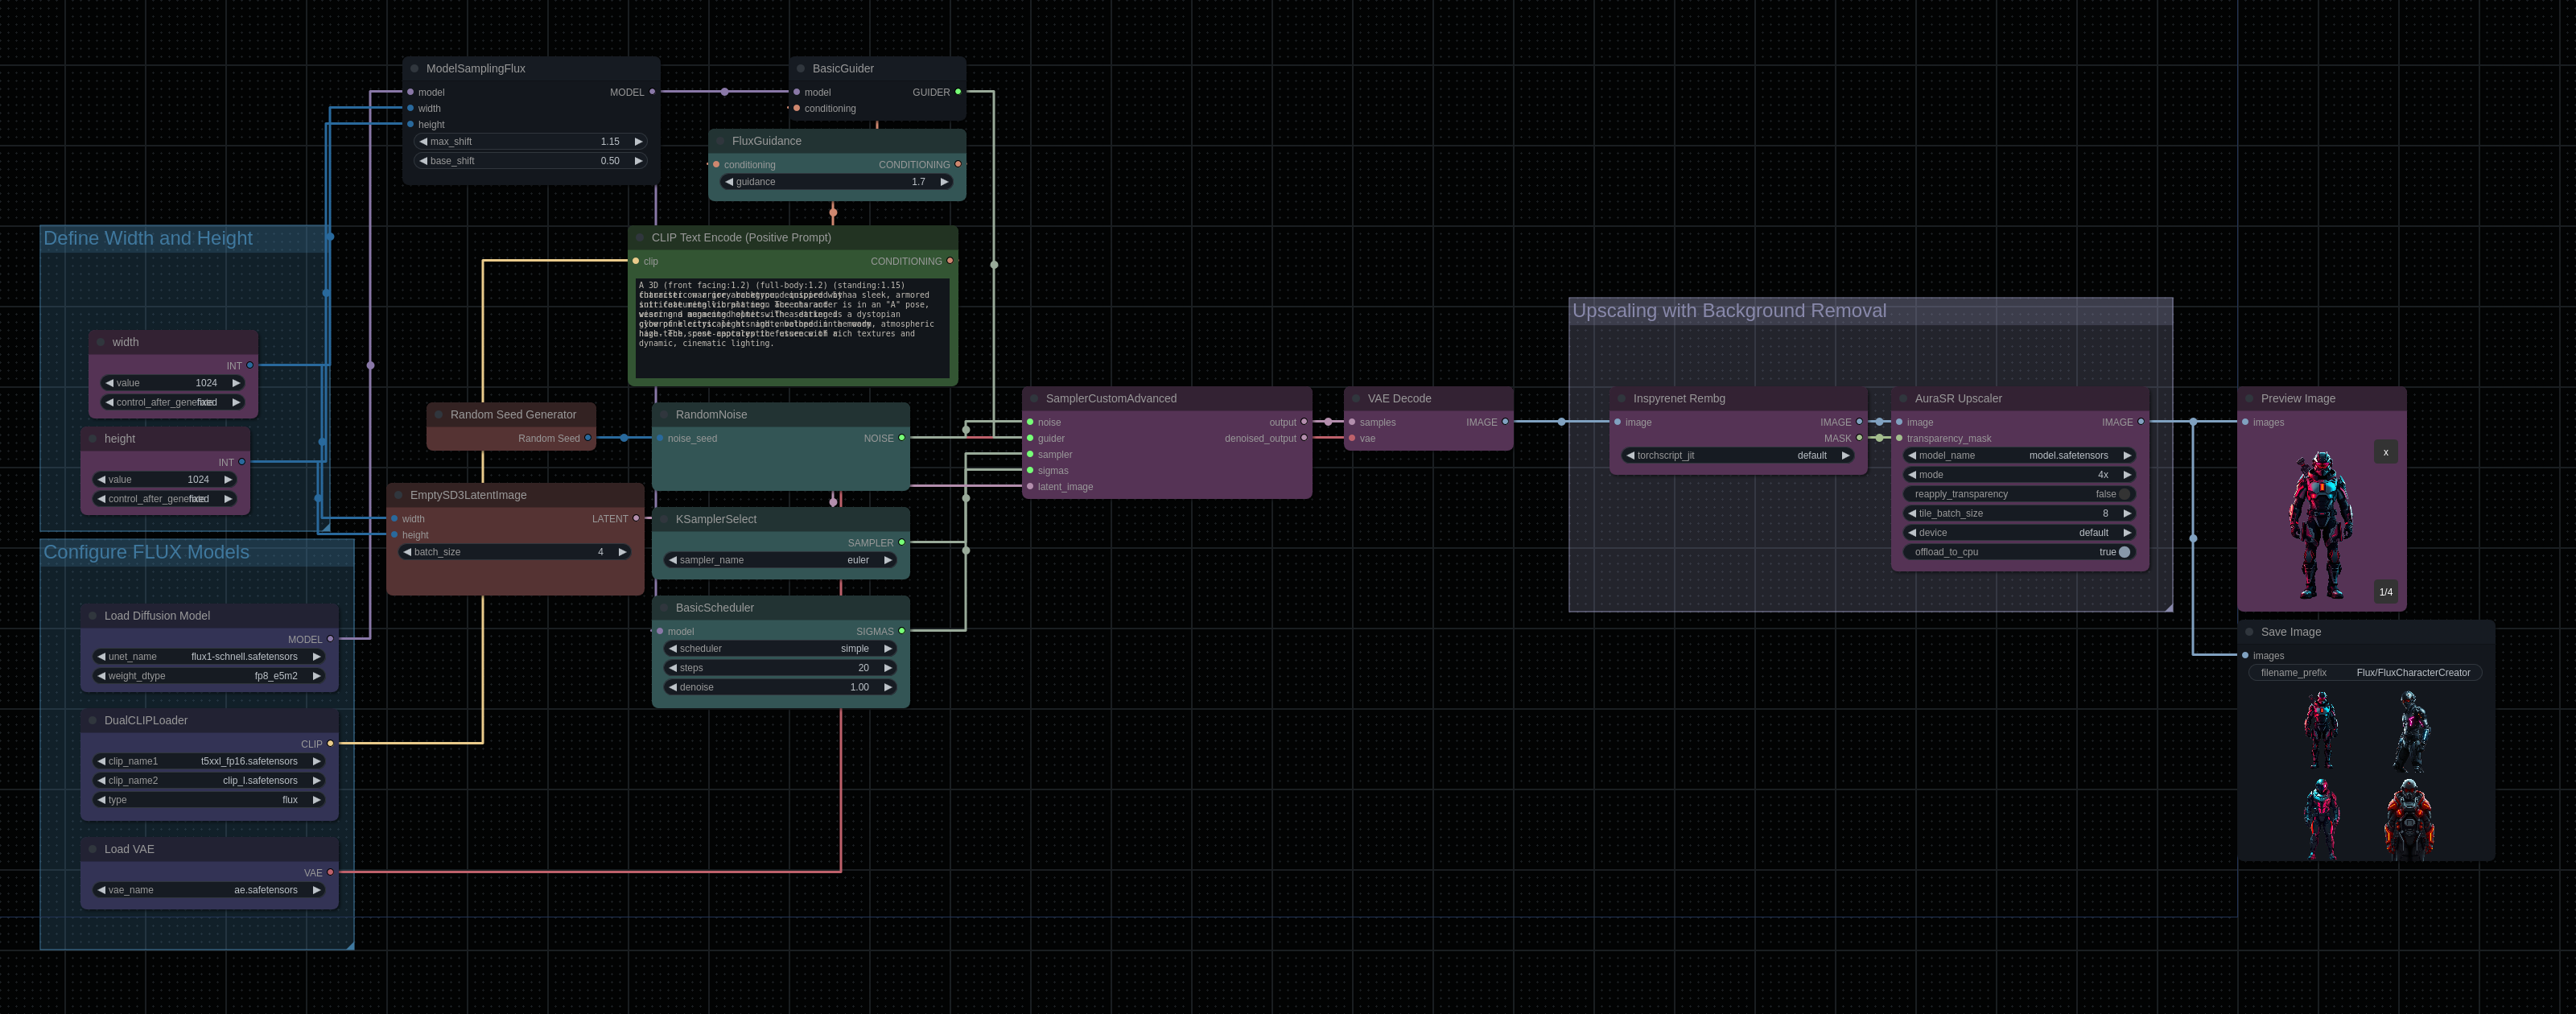 ModelSamplingFlux
model MODEL
width
height
max_shift 1.15
base_shift 0.50
BasicGuider
model GUIDER
conditioning
FluxGuidance
conditioning CONDITIONING
guidance 1.7
Define Width and Height
width
INT
value 1024
control_after_generate fixed
height
INT
value 1024
control_after_generate fixed
CLIP Text Encode (Positive Prompt)
clip CONDITIONING
A 3D (front facing:1.2) (full-body:1.2) (standing:1.15)
a sleek, armored
character is in an "A" pose,
is a dystopian
atmospheric
rich textures and
dynamic, cinematic lighting.
Random Seed Generator
Random Seed
RandomNoise
noise_seed NOISE
EmptySD3LatentImage
width LATENT
height
batch_size 4
KSamplerSelect
SAMPLER
sampler_name euler
BasicScheduler
model SIGMAS
scheduler simple
steps 20
denoise 1.00
Configure FLUX Models
Load Diffusion Model
MODEL
unet_name flux1-schnell.safetensors
weight_dtype fp8_e5m2
DualCLIPLoader
CLIP
clip_name1 t5xxl_fp16.safetensors
clip_name2 clip_l.safetensors
type flux
Load VAE
VAE
vae_name ae.safetensors
SamplerCustomAdvanced
noise output
guider denoised_output
sampler
sigmas
latent_image
VAE Decode
samples IMAGE
vae
Upscaling with Background Removal
Inspyrenet Rembg
image IMAGE
MASK
torchscript_jit default
AuraSR Upscaler
image IMAGE
transparency_mask
model_name model.safetensors
mode 4x
reapply_transparency false
tile_batch_size 8
device default
offload_to_cpu true
Preview Image
images
x
1/4
Save Image
images
filename_prefix Flux/FluxCharacterCreator